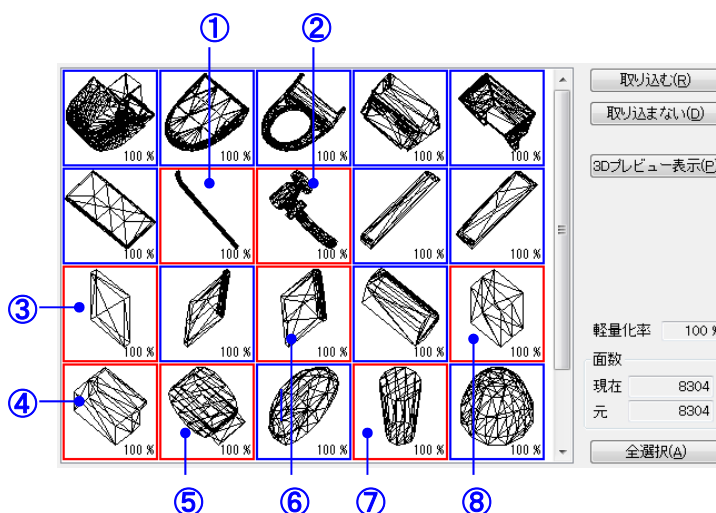 ① ②
取り込む(R)
取り込まない(D)
3Dプレビュー表示(P)
100 % 100 % 100 % 100 % 100 %
100 % 100 % 100 % 100 % 100 %
③ 100 % 100 % 100 % 100 % 100 %
軽量化率 100 %
面数
現在 8304
元 8304
④ 100 % 100 % 100 % 100 % 100 %
全選択(A)
⑤ ⑥ ⑦ ⑧